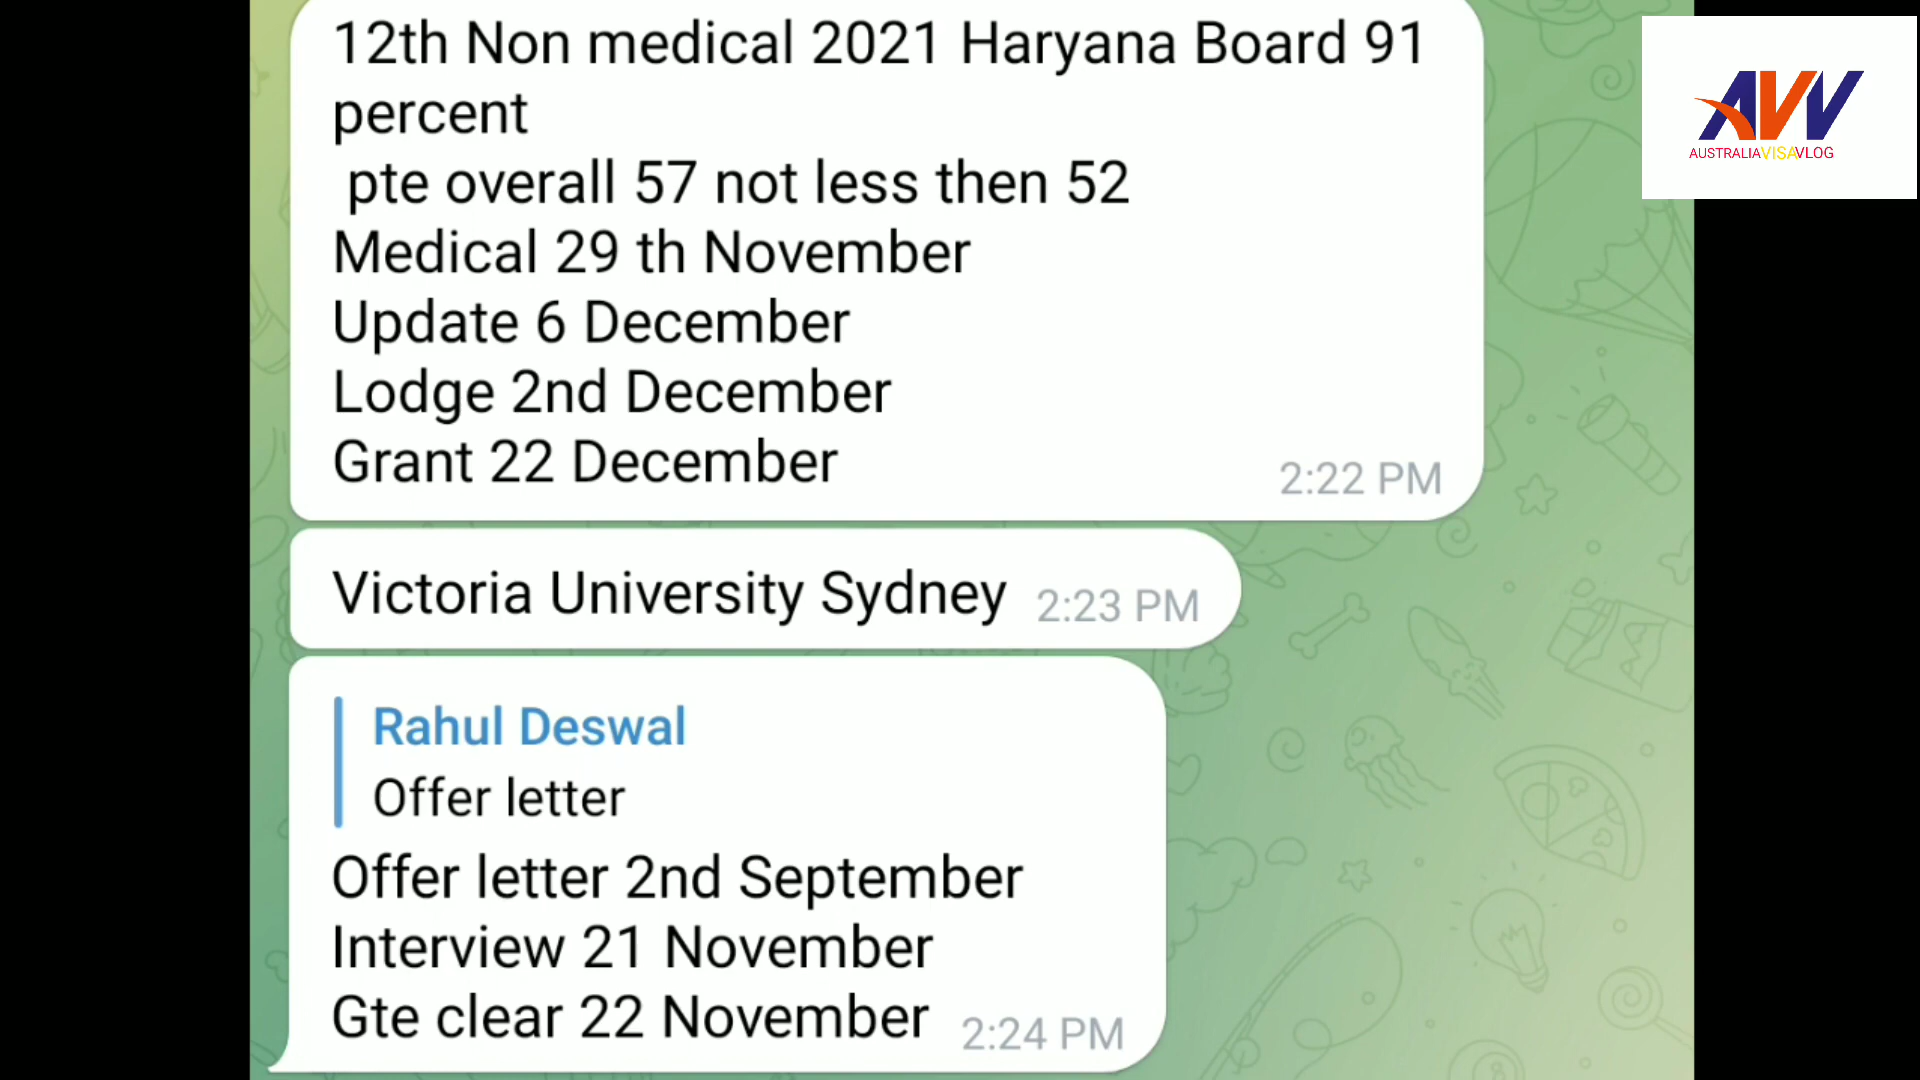 12th Non medical 2021 Haryana Board 91
percent
pte overall 57 not less then 52
Medical 29 th November
Update 6 December
Lodge 2nd December
Grant 22 December
2:22 PM
Victoria University Sydney 2:23 PM
Rahul Deswal
Offer letter
Offer letter 2nd September
Interview 21 November
Gte clear 22 November 2:24 PM
AVV
AUSTRALIAVISAVLOG